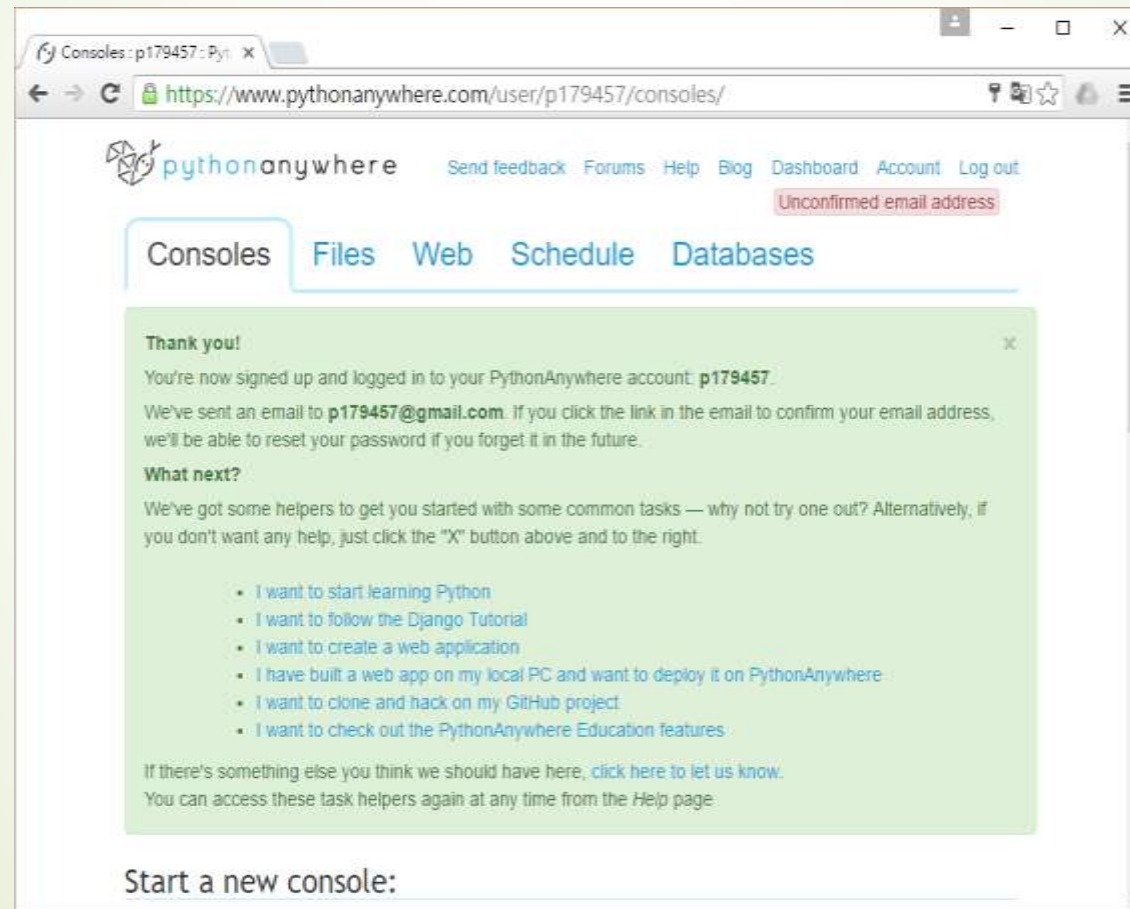 Consoles : p179457 : Pyt
https://www.pythonanywhere.com/user/p179457/consoles/
pythonanywhere
Send feedback Forums Help Blog Dashboard Account Log out
Unconfirmed email address
Consoles Files Web Schedule Databases
Thank you!
You're now signed up and logged in to your PythonAnywhere account: p179457.
We've sent an email to p179457@gmail.com. If you click the link in the email to confirm your email address,
we'll be able to reset your password if you forget it in the future.
What next?
We've got some helpers to get you started with some common tasks — why not try one out? Alternatively, if
you don't want any help, just click the "X" button above and to the right.
• I want to start learning Python
• I want to follow the Django Tutorial
• I want to create a web application
• I have built a web app on my local PC and want to deploy it on PythonAnywhere
• I want to clone and hack on my GitHub project
• I want to check out the PythonAnywhere Education features
If there's something else you think we should have here, click here to let us know.
You can access these task helpers again at any time from the Help page
Start a new console: